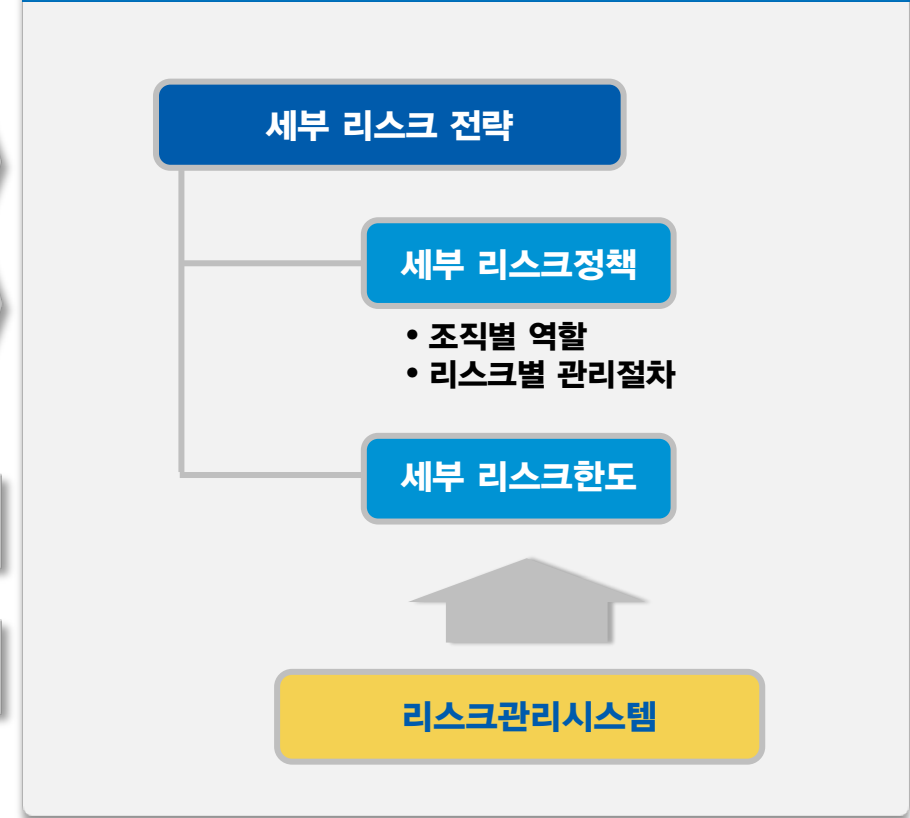 세부 리스크 전략
세부 리스크정책
• 조직별 역할
• 리스크별 관리절차
세부 리스크한도
리스크관리시스템